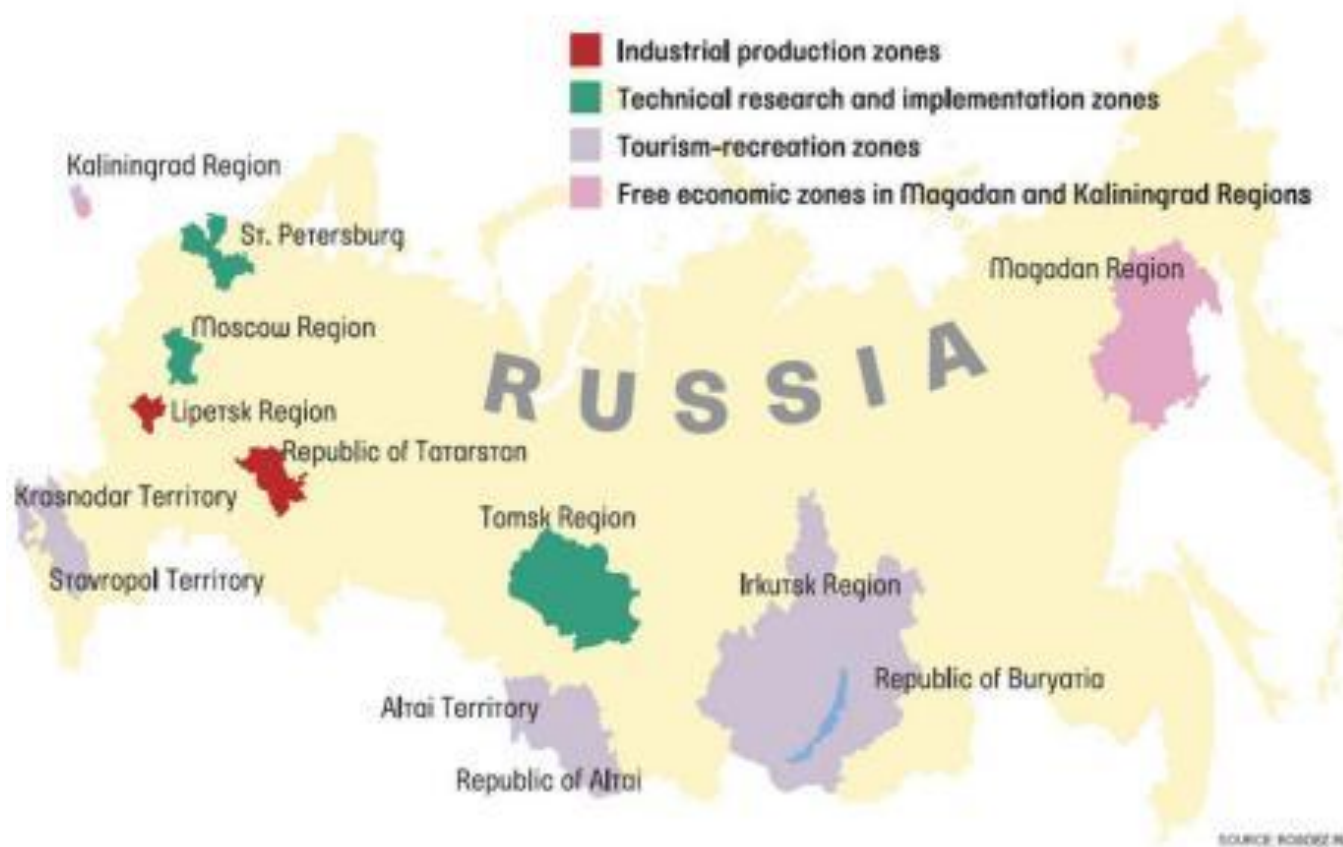 Industrial production zones
Technical research and implementation zones
Tourism-recreation zones
Free economic zones in Magadan and Kaliningrad Regions
Kaliningrad Region
St. Petersburg
Moscow Region
Lipetsk Region
Republic of Tatarstan
Krasnodar Territory
Stavropol Territory
RUSSIA
Magadan Region
Tomsk Region
Irkutsk Region
Republic of Buryatia
Altai Territory
Republic of Altai
SOURCE: